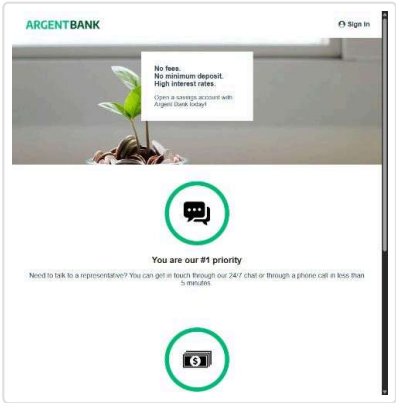 ARGENTBANK
Sign In
No fees.
No minimum deposit.
High interest rates.
Open a savings account with
Argent Bank today!
You are our #1 priority
Need to talk to a representative? You can get in touch through our 24/7 chat or through a phone call in less than
5 minutes.